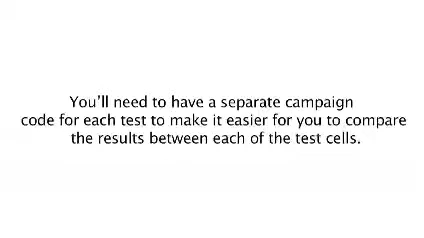 You’ll need to have a separate campaign
code for each test to make it easier for you to compare
the results between each of the test cells.